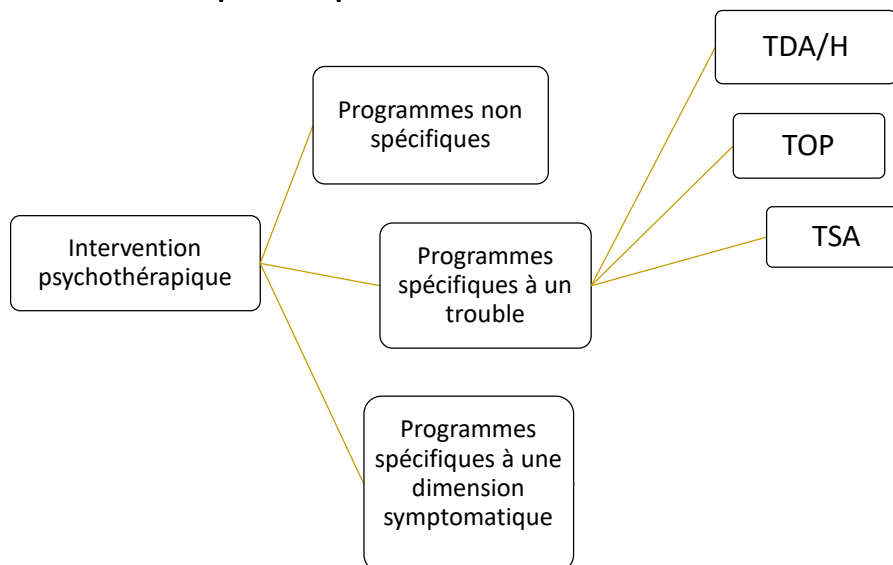 TDA/H
Programmes non
spécifiques
TOP
TSA
Intervention
psychothérapique
Programmes
spécifiques à un
trouble
Programmes
spécifiques à une
dimension
symptomatique